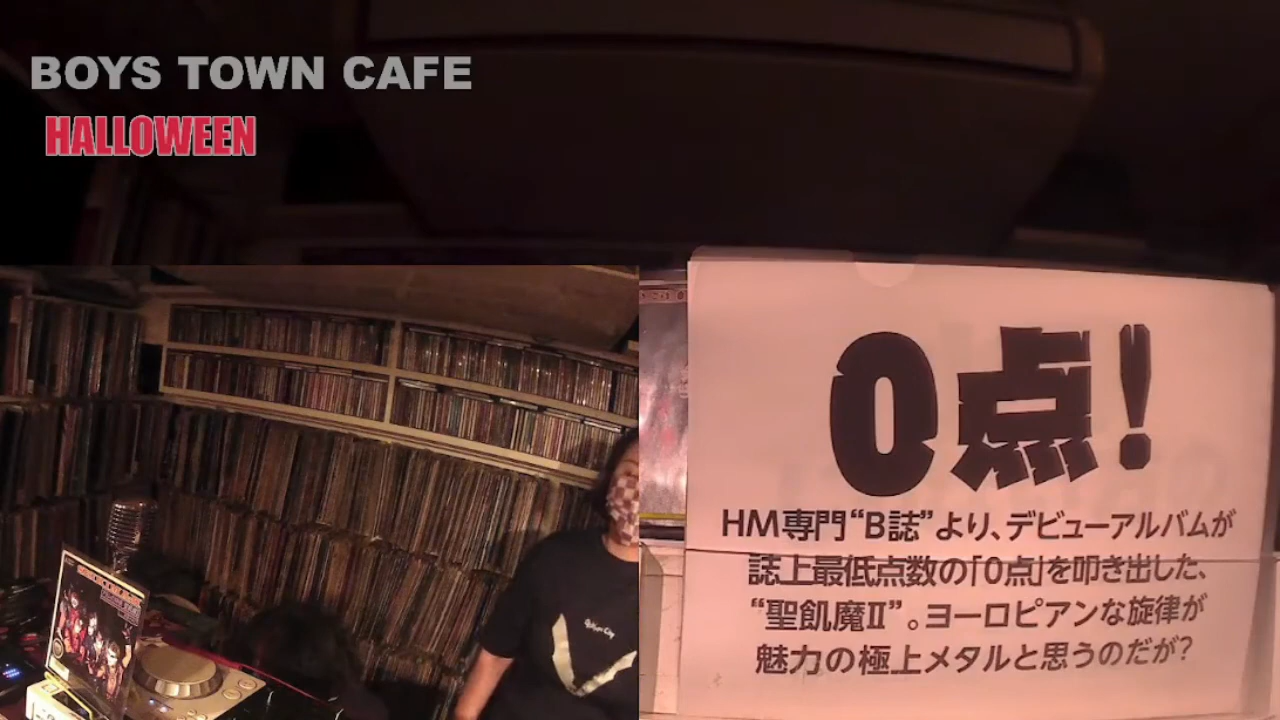 BOYS TOWN CAFE
HALLOWEEN
0点!
HM専門“B誌”より、デビューアルバムが
誌上最低点数の「0点」を叩き出した、
“聖飢魔Ⅱ”。ヨーロピアンな旋律が
魅力の極上メタルと思うのだが?